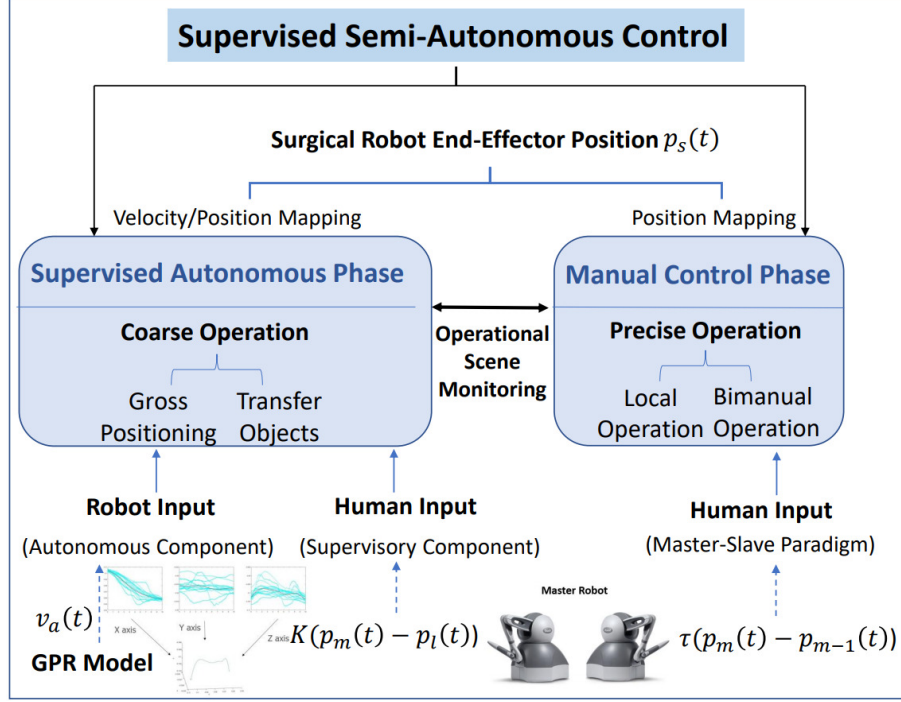 Supervised Semi-Autonomous Control
Surgical Robot End-Effector Position p_s(t)
Velocity/Position Mapping
Position Mapping
Supervised Autonomous Phase
Manual Control Phase
Coarse Operation
Gross
Positioning
Transfer
Objects
Operational
Scene
Monitoring
Precise Operation
Local
Operation
Bimanual
Operation
Robot Input
(Autonomous Component)
Human Input
(Supervisory Component)
Human Input
(Master-Slave Paradigm)
v_a(t)
X axis
Y axis
Z axis
GPR Model
K(p_m(t) − p_l(t))
Master Robot
τ(p_m(t) − p_{m−1}(t))